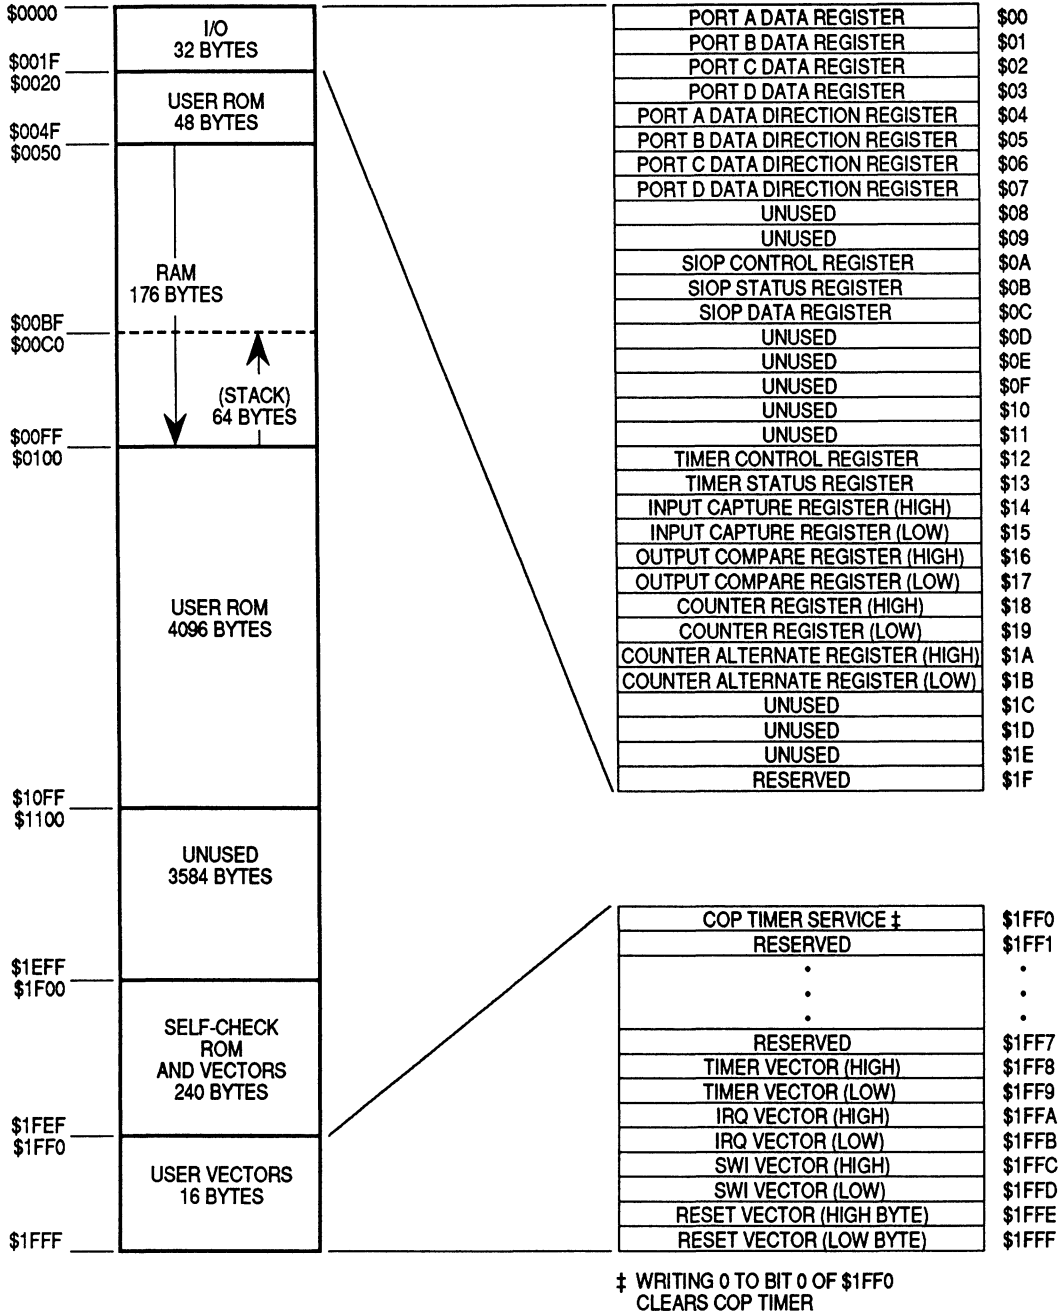 $0000
I/O
32 BYTES
$001F
$0020
USER ROM
48 BYTES
$004F
$0050
RAM
176 BYTES
$00BF
$00C0
(STACK)
64 BYTES
$00FF
$0100
USER ROM
4096 BYTES
$10FF
$1100
UNUSED
3584 BYTES
$1EFF
$1F00
SELF-CHECK
ROM
AND VECTORS
240 BYTES
$1FEF
$1FF0
USER VECTORS
16 BYTES
$1FFF
PORT A DATA REGISTER $00
PORT B DATA REGISTER $01
PORT C DATA REGISTER $02
PORT D DATA REGISTER $03
PORT A DATA DIRECTION REGISTER $04
PORT B DATA DIRECTION REGISTER $05
PORT C DATA DIRECTION REGISTER $06
PORT D DATA DIRECTION REGISTER $07
UNUSED $08
UNUSED $09
SIOP CONTROL REGISTER $0A
SIOP STATUS REGISTER $0B
SIOP DATA REGISTER $0C
UNUSED $0D
UNUSED $0E
UNUSED $0F
UNUSED $10
UNUSED $11
TIMER CONTROL REGISTER $12
TIMER STATUS REGISTER $13
INPUT CAPTURE REGISTER (HIGH) $14
INPUT CAPTURE REGISTER (LOW) $15
OUTPUT COMPARE REGISTER (HIGH) $16
OUTPUT COMPARE REGISTER (LOW) $17
COUNTER REGISTER (HIGH) $18
COUNTER REGISTER (LOW) $19
COUNTER ALTERNATE REGISTER (HIGH) $1A
COUNTER ALTERNATE REGISTER (LOW) $1B
UNUSED $1C
UNUSED $1D
UNUSED $1E
RESERVED $1F
COP TIMER SERVICE ‡ $1FF0
RESERVED $1FF1
• •
• •
• •
RESERVED $1FF7
TIMER VECTOR (HIGH) $1FF8
TIMER VECTOR (LOW) $1FF9
IRQ VECTOR (HIGH) $1FFA
IRQ VECTOR (LOW) $1FFB
SWI VECTOR (HIGH) $1FFC
SWI VECTOR (LOW) $1FFD
RESET VECTOR (HIGH BYTE) $1FFE
RESET VECTOR (LOW BYTE) $1FFF
‡ WRITING 0 TO BIT 0 OF $1FF0
CLEARS COP TIMER